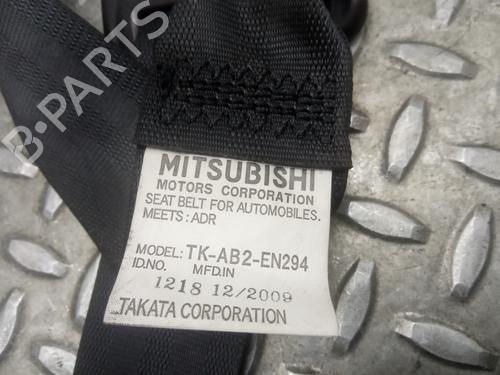 B-PARTS
MITSUBISHI
MOTORS CORPORATION
SEAT BELT FOR AUTOMOBILES.
MEETS:ADR
MODEL: TK-AB2-EN294
ID.NO. MFD.IN
1218 12/2009
TAKATA CORPORATION